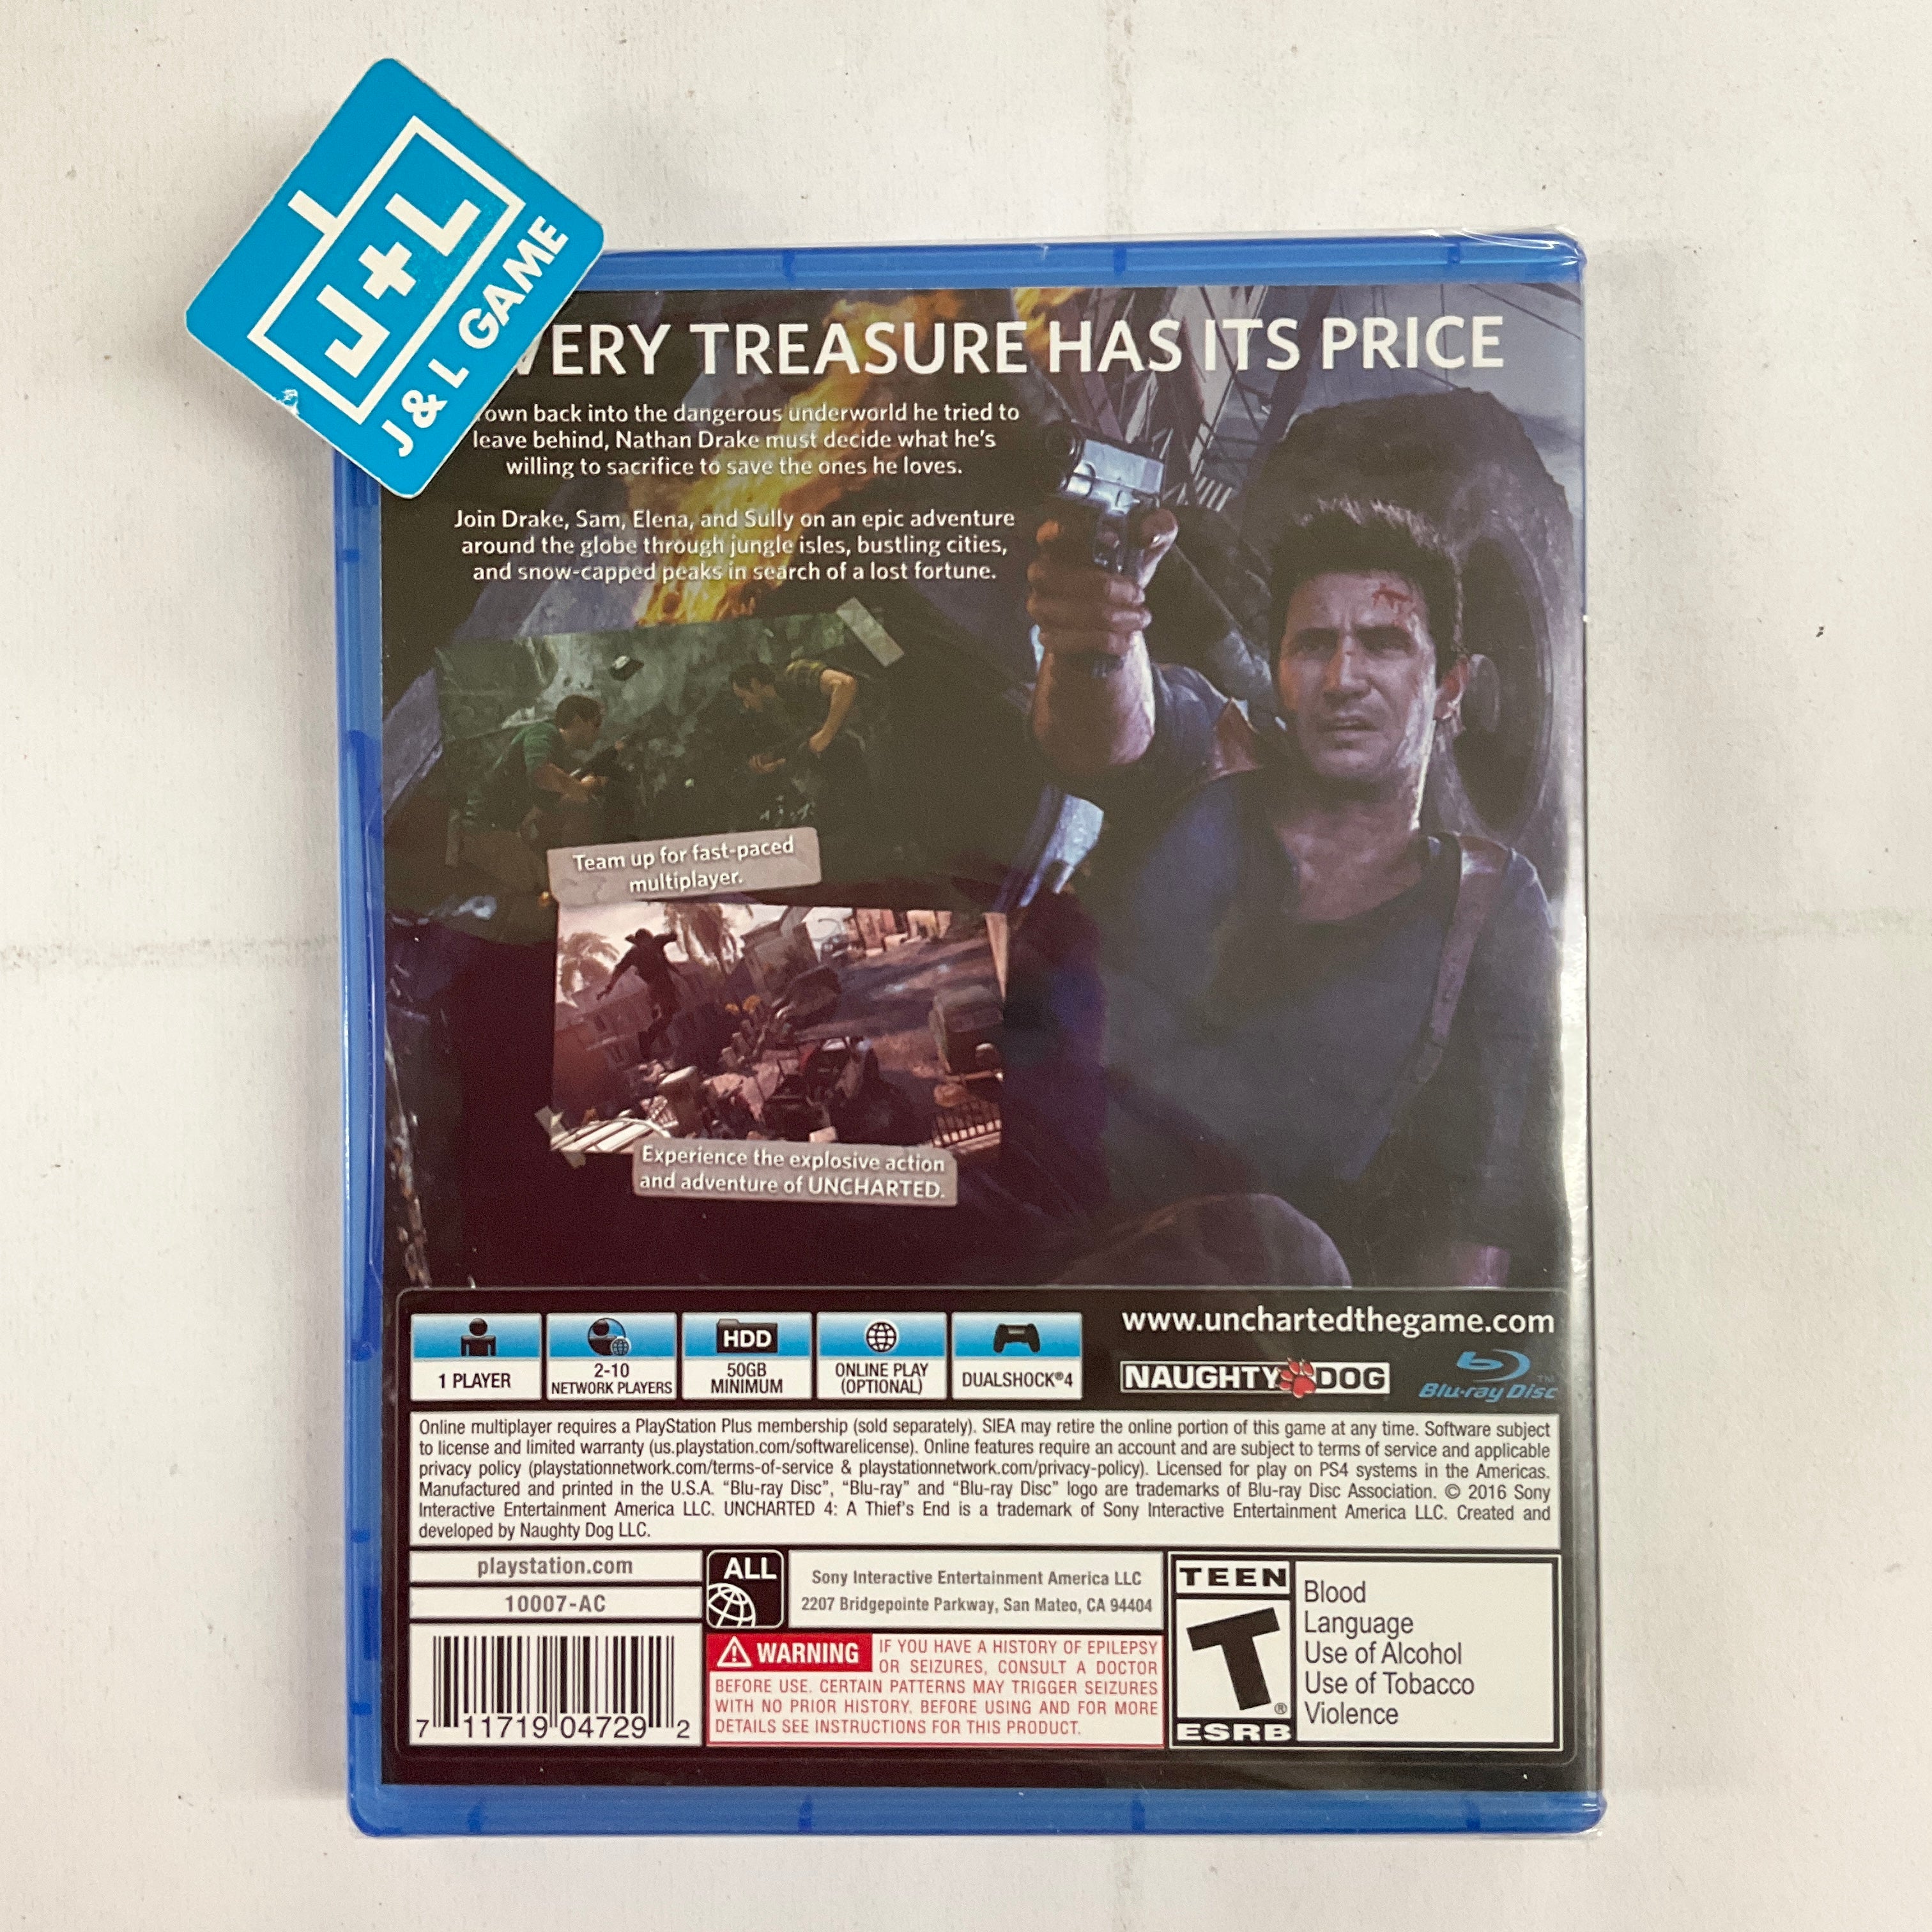 J+L
J & L GAME
VERY TREASURE HAS ITS PRICE
own back into the dangerous underworld he tried to
leave behind, Nathan Drake must decide what he's
willing to sacrifice to save the ones he loves.
Join Drake, Sam, Elena, and Sully on an epic adventure
around the globe through jungle isles, bustling cities,
and snow-capped peaks in search of a lost fortune.
Team up for fast-paced
multiplayer.
Experience the explosive action
and adventure of UNCHARTED.
1 PLAYER
2-10
NETWORK PLAYERS
HDD
50GB
MINIMUM
ONLINE PLAY
(OPTIONAL)
DUALSHOCK®4
www.unchartedthegame.com
NAUGHTY DOG
Blu-ray Disc™
Online multiplayer requires a PlayStation Plus membership (sold separately). SIEA may retire the online portion of this game at any time. Software subject
to license and limited warranty (us.playstation.com/softwarelicense). Online features require an account and are subject to terms of service and applicable
privacy policy (playstationnetwork.com/terms-of-service & playstationnetwork.com/privacy-policy). Licensed for play on PS4 systems in the Americas.
Manufactured and printed in the U.S.A. “Blu-ray Disc”, “Blu-ray” and “Blu-ray Disc” logo are trademarks of Blu-ray Disc Association. © 2016 Sony
Interactive Entertainment America LLC. UNCHARTED 4: A Thief's End is a trademark of Sony Interactive Entertainment America LLC. Created and
developed by Naughty Dog LLC.
playstation.com
10007-AC
ALL
Sony Interactive Entertainment America LLC
2207 Bridgepointe Parkway, San Mateo, CA 94404
7 11719 04729 2
WARNING IF YOU HAVE A HISTORY OF EPILEPSY
OR SEIZURES, CONSULT A DOCTOR
BEFORE USE. CERTAIN PATTERNS MAY TRIGGER SEIZURES
WITH NO PRIOR HISTORY. BEFORE USING AND FOR MORE
DETAILS SEE INSTRUCTIONS FOR THIS PRODUCT.
TEEN
T®
ESRB
Blood
Language
Use of Alcohol
Use of Tobacco
Violence